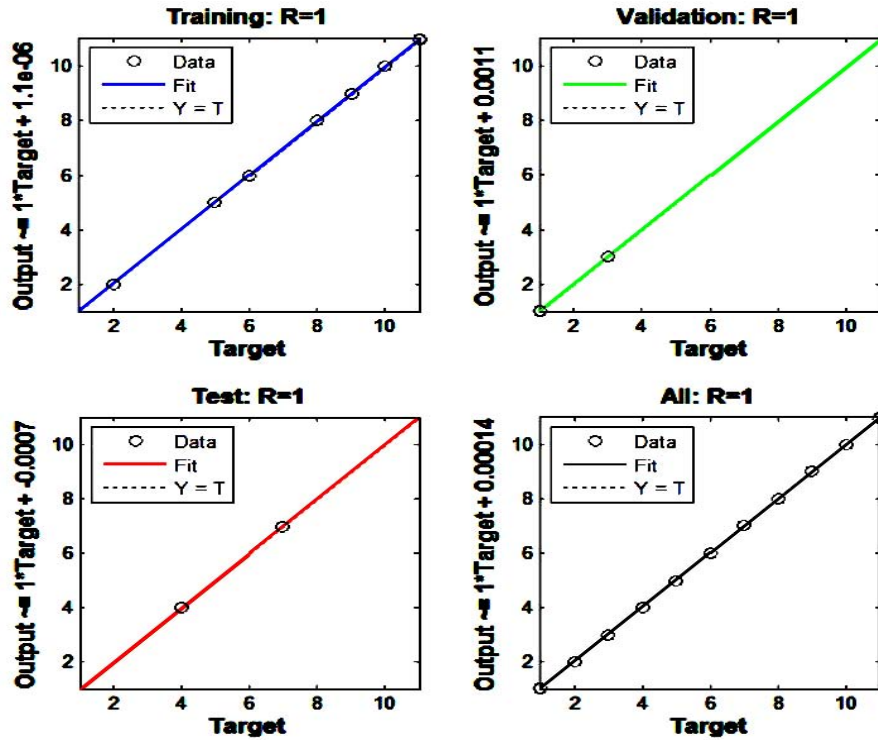 Training: R=1
Output ~= 1*Target + 1.1e-06
Data
Fit
Y = T
10
8
6
4
2
2 4 6 8 10
Target
Validation: R=1
Output ~= 1*Target + 0.0011
Data
Fit
Y = T
10
8
6
4
2
2 4 6 8 10
Target
Test: R=1
Output ~= 1*Target + -0.0007
Data
Fit
Y = T
10
8
6
4
2
2 4 6 8 10
Target
All: R=1
Output ~= 1*Target + 0.00014
Data
Fit
Y = T
10
8
6
4
2
2 4 6 8 10
Target